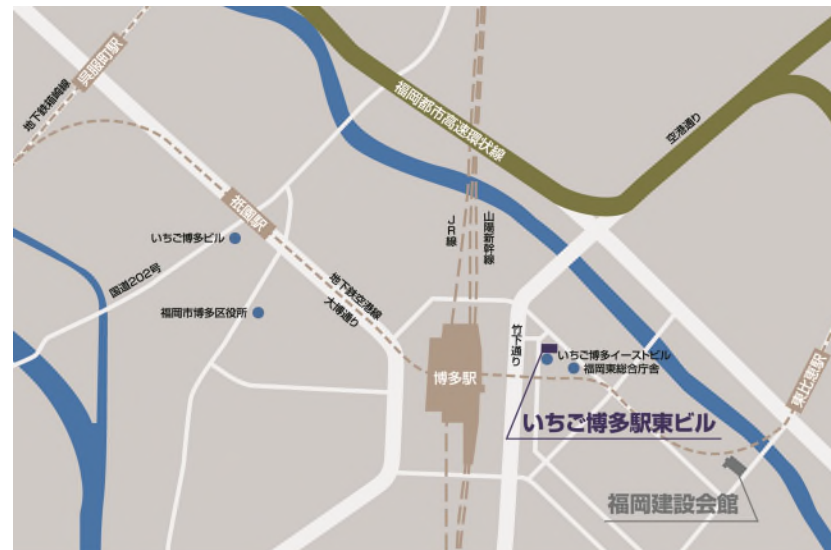 呉服町駅
地下鉄箱崎線
福岡都市高速環状線
空港通り
祇園駅
いちご博多ビル
国道202号
福岡市博多区役所
地下鉄空港線
大博通り
JR線
山陽新幹線
博多駅
竹下通り
いちご博多イーストビル
福岡東総合庁舎
東比恵駅
いちご博多駅東ビル
福岡建設会館